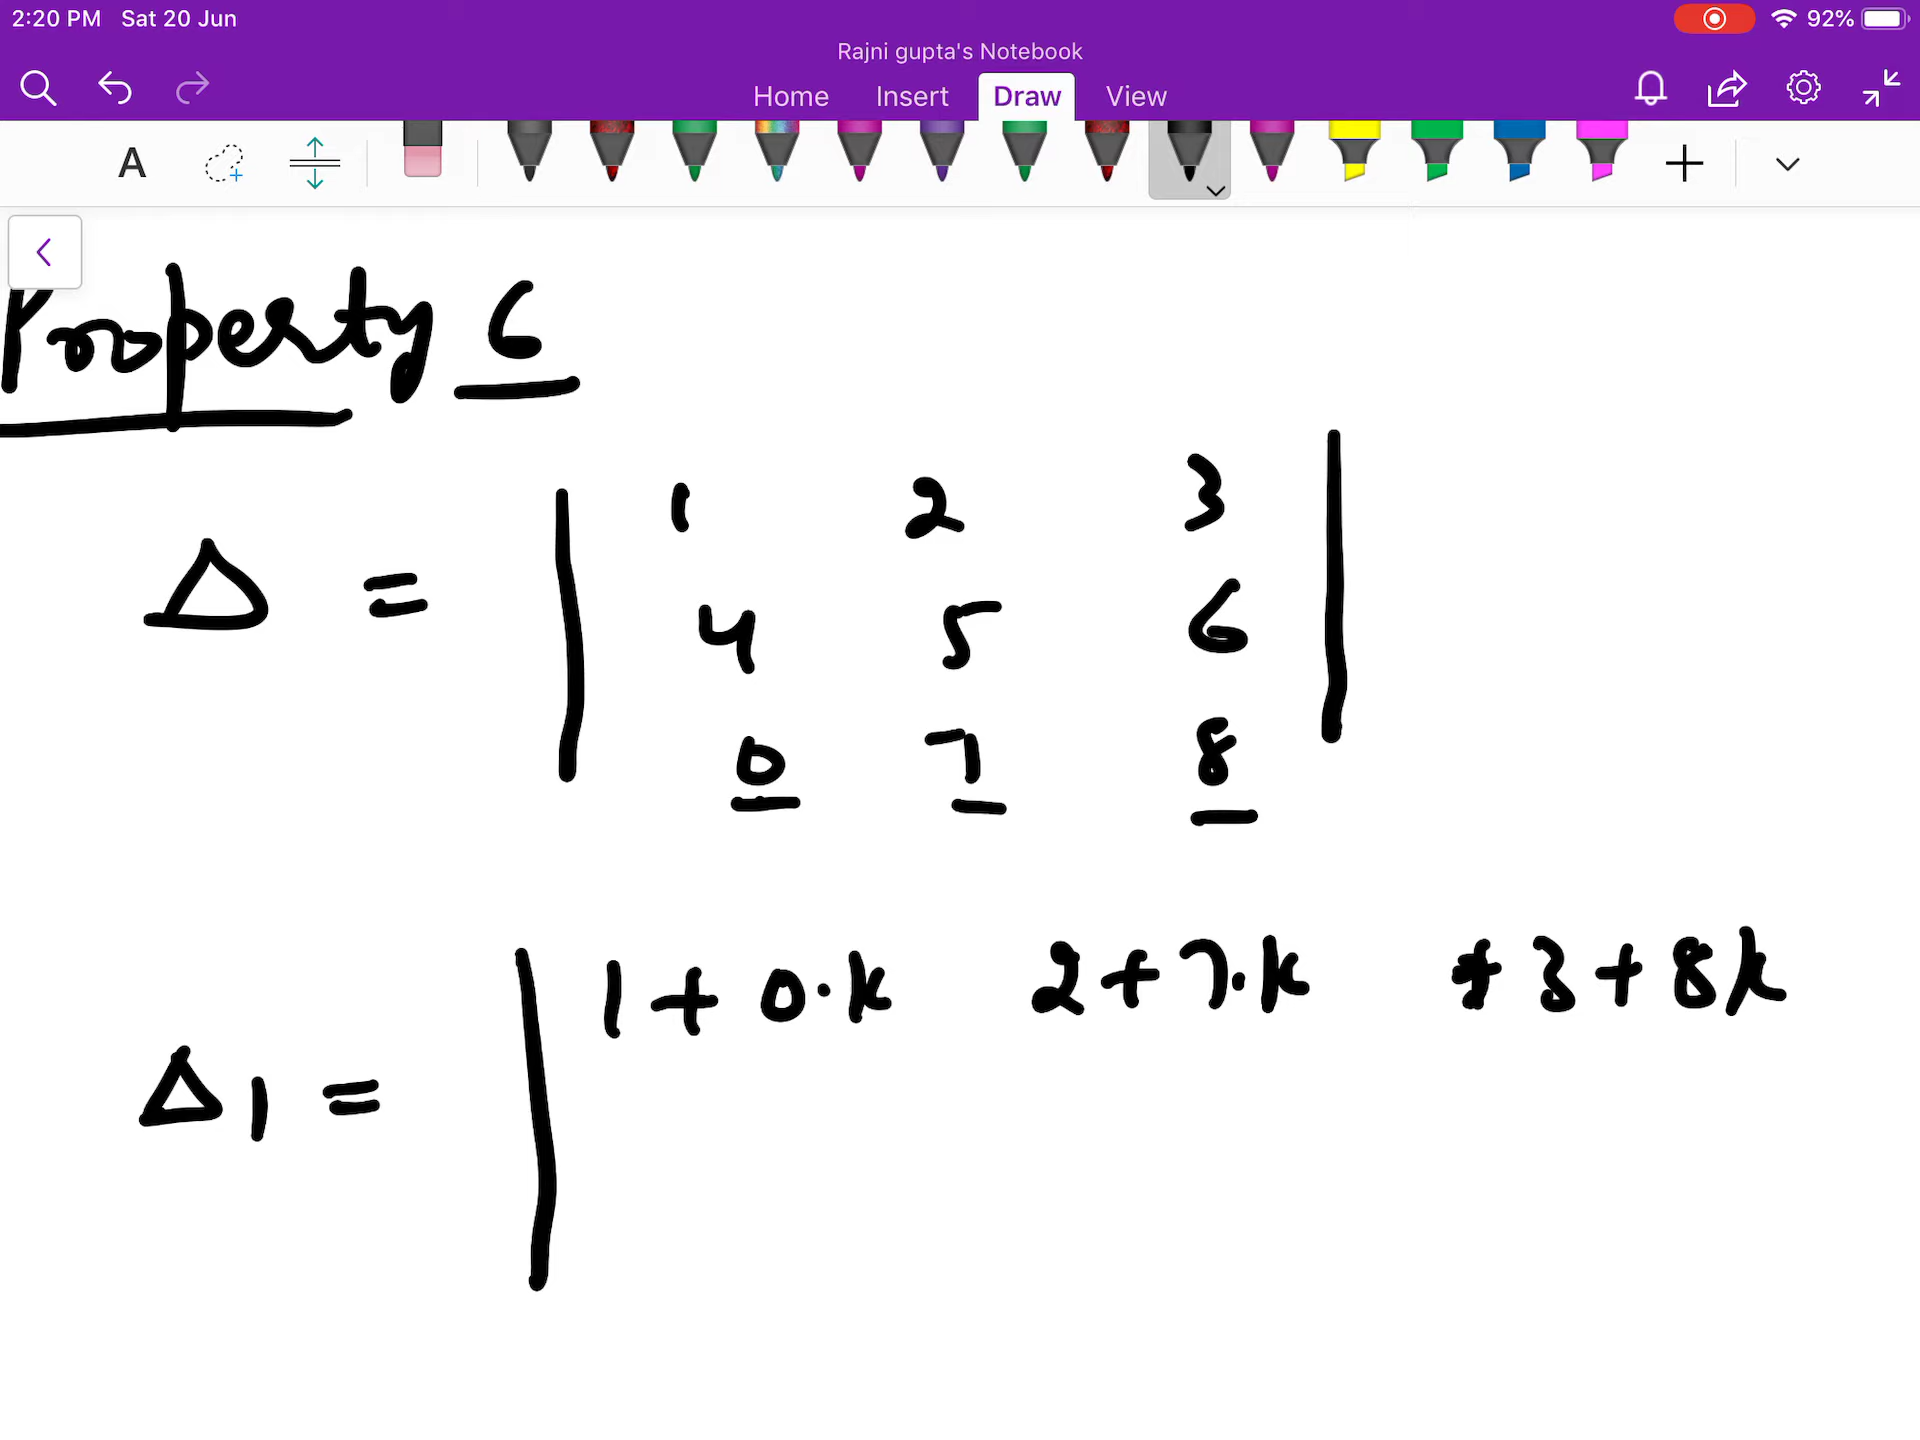 2:20 PM Sat 20 Jun 92%
Rajni gupta's Notebook
Home Insert Draw View
A
Property 6
Δ = | 1 2 3 |
4 5 6
0 7 8
Δ1 = | 1 + 0·k 2 + 7·k 3 + 8k